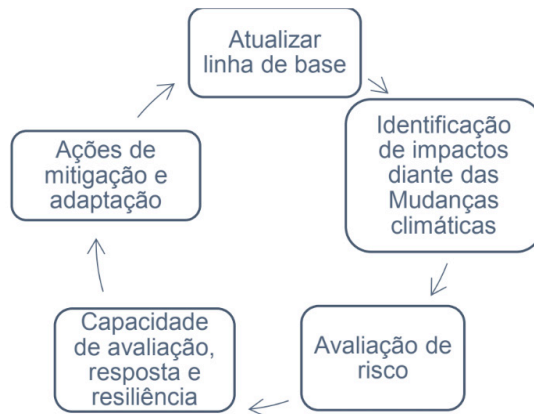 Atualizar
linha de base
Identificação
de impactos
diante das
Mudanças
climáticas
Avaliação de
risco
Capacidade
de avaliação,
resposta e
resiliência
Ações de
mitigação e
adaptação